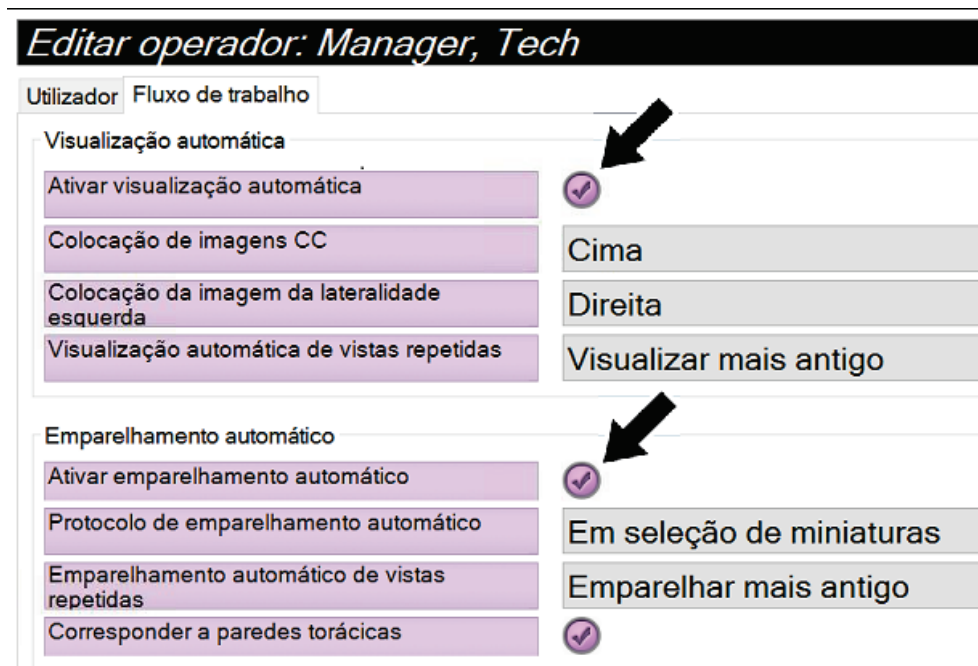 Editar operador: Manager, Tech
Utilizador Fluxo de trabalho
Visualização automática
Ativar visualização automática
Colocação de imagens CC Cima
Colocação da imagem da lateralidade
esquerda Direita
Visualização automática de vistas repetidas Visualizar mais antigo
Emparelhamento automático
Ativar emparelhamento automático
Protocolo de emparelhamento automático Em seleção de miniaturas
Emparelhamento automático de vistas
repetidas Emparelhar mais antigo
Corresponder a paredes torácicas